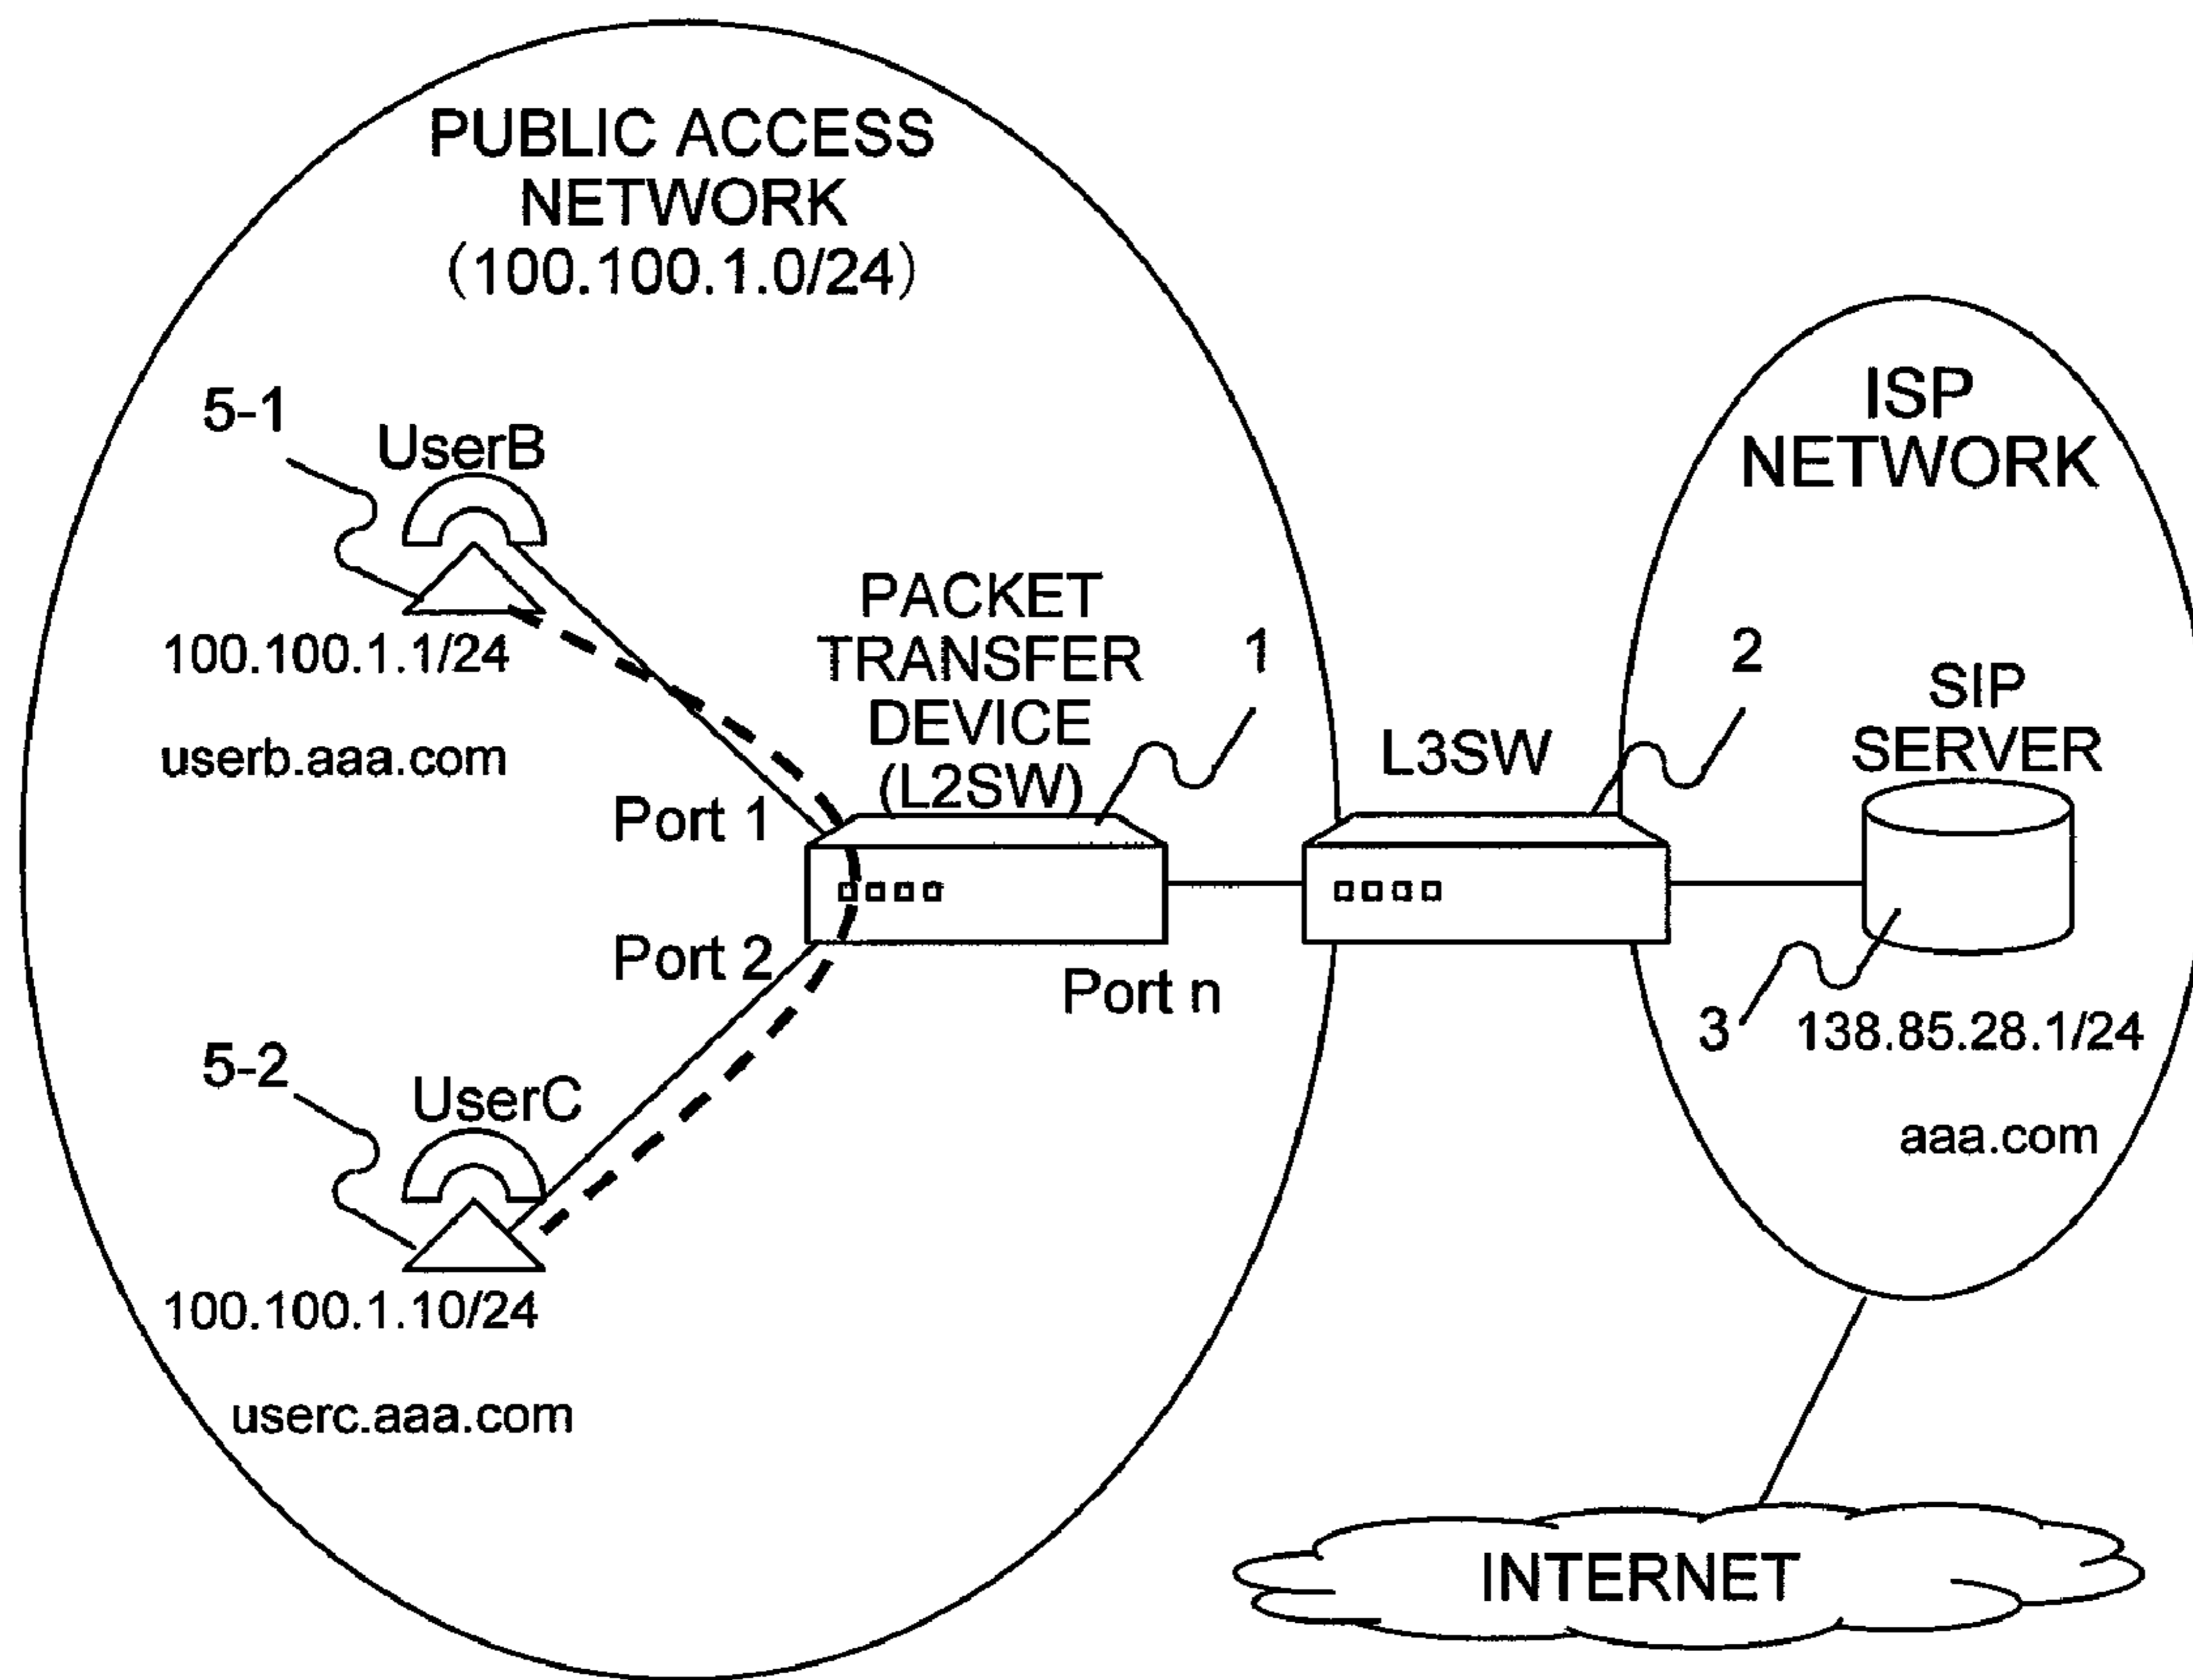 PUBLIC ACCESS
NETWORK
(100.100.1.0/24)
ISP
NETWORK
5-1
UserB
100.100.1.1/24
userb.aaa.com
PACKET
TRANSFER
DEVICE
(L2SW)
1
L3SW
2
SIP
SERVER
Port 1
Port 2
Port n
3
138.85.28.1/24
aaa.com
5-2
UserC
100.100.1.10/24
userc.aaa.com
INTERNET